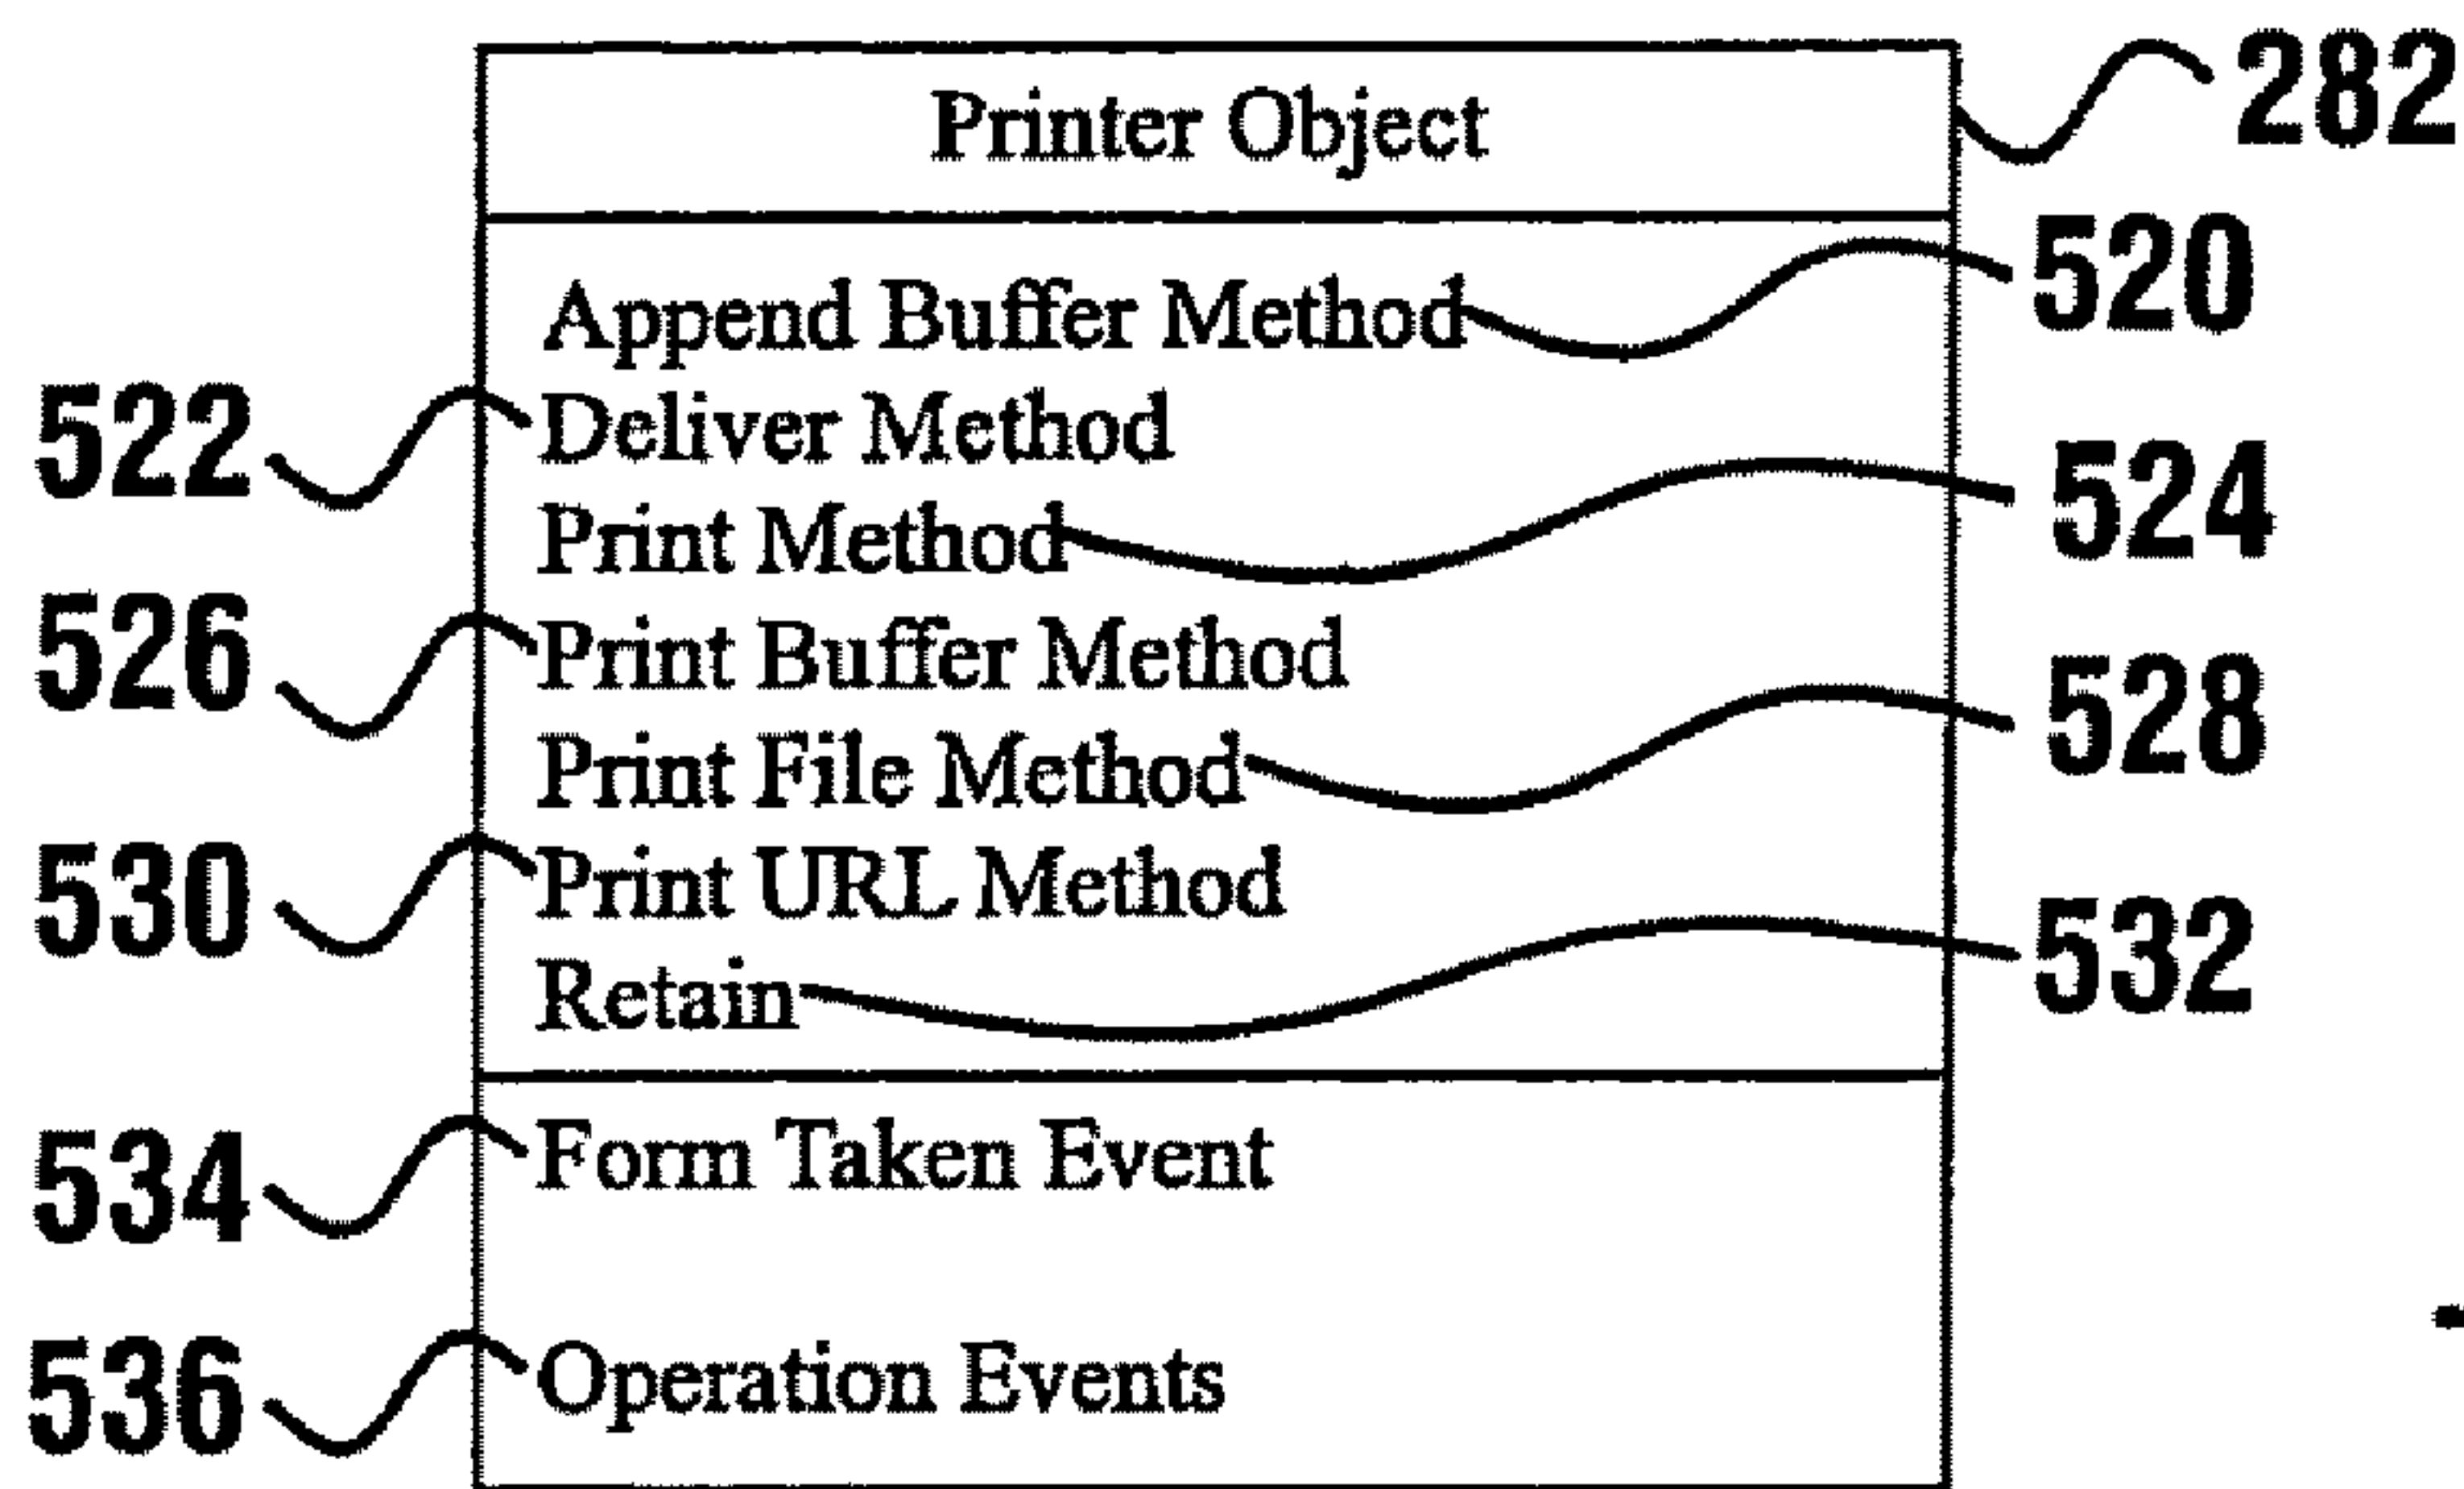 Printer Object 282
Append Buffer Method 520
522 Deliver Method
Print Method 524
526 Print Buffer Method
Print File Method 528
530 Print URL Method
Retain 532
534 Form Taken Event
536 Operation Events